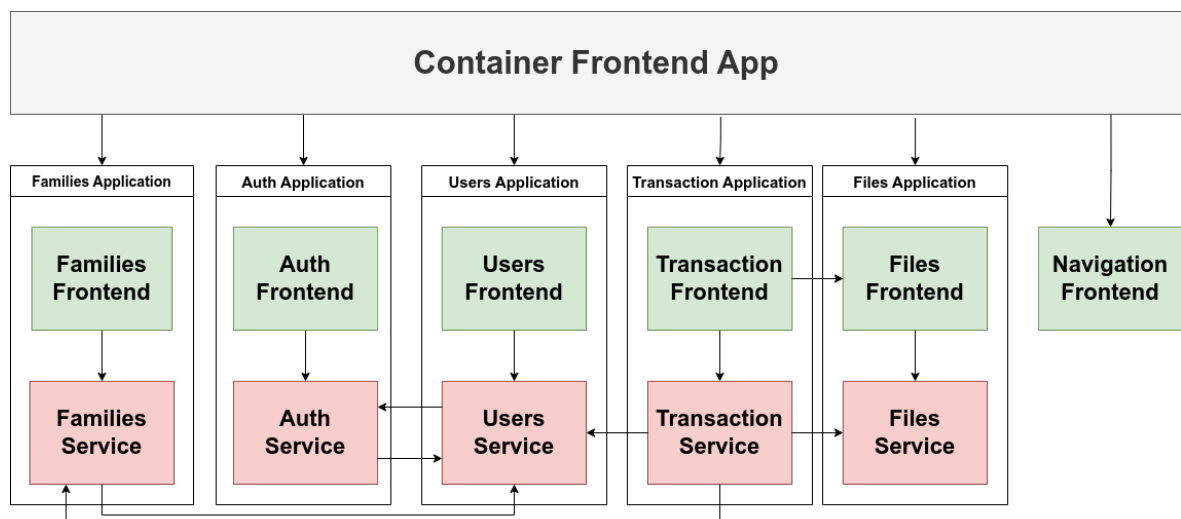 Container Frontend App
Families Application
Auth Application
Users Application
Transaction Application
Files Application
Families
Frontend
Auth
Frontend
Users
Frontend
Transaction
Frontend
Files
Frontend
Navigation
Frontend
Families
Service
Auth
Service
Users
Service
Transaction
Service
Files
Service